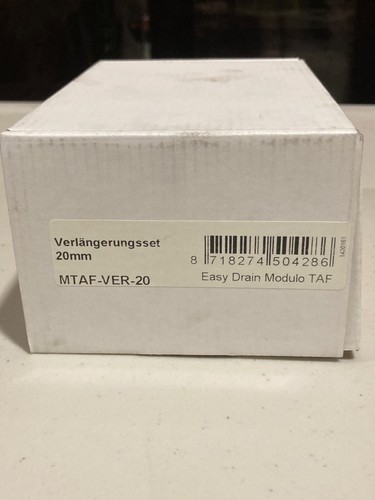 Verlängerungsset
20mm
MTAF-VER-20
8 718274 504286
Easy Drain Modulo TAF